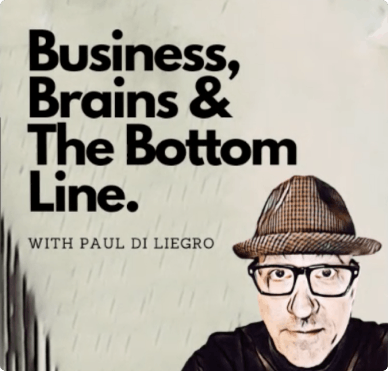 Business,
Brains &
The Bottom
Line.
WITH PAUL DI LIEGRO